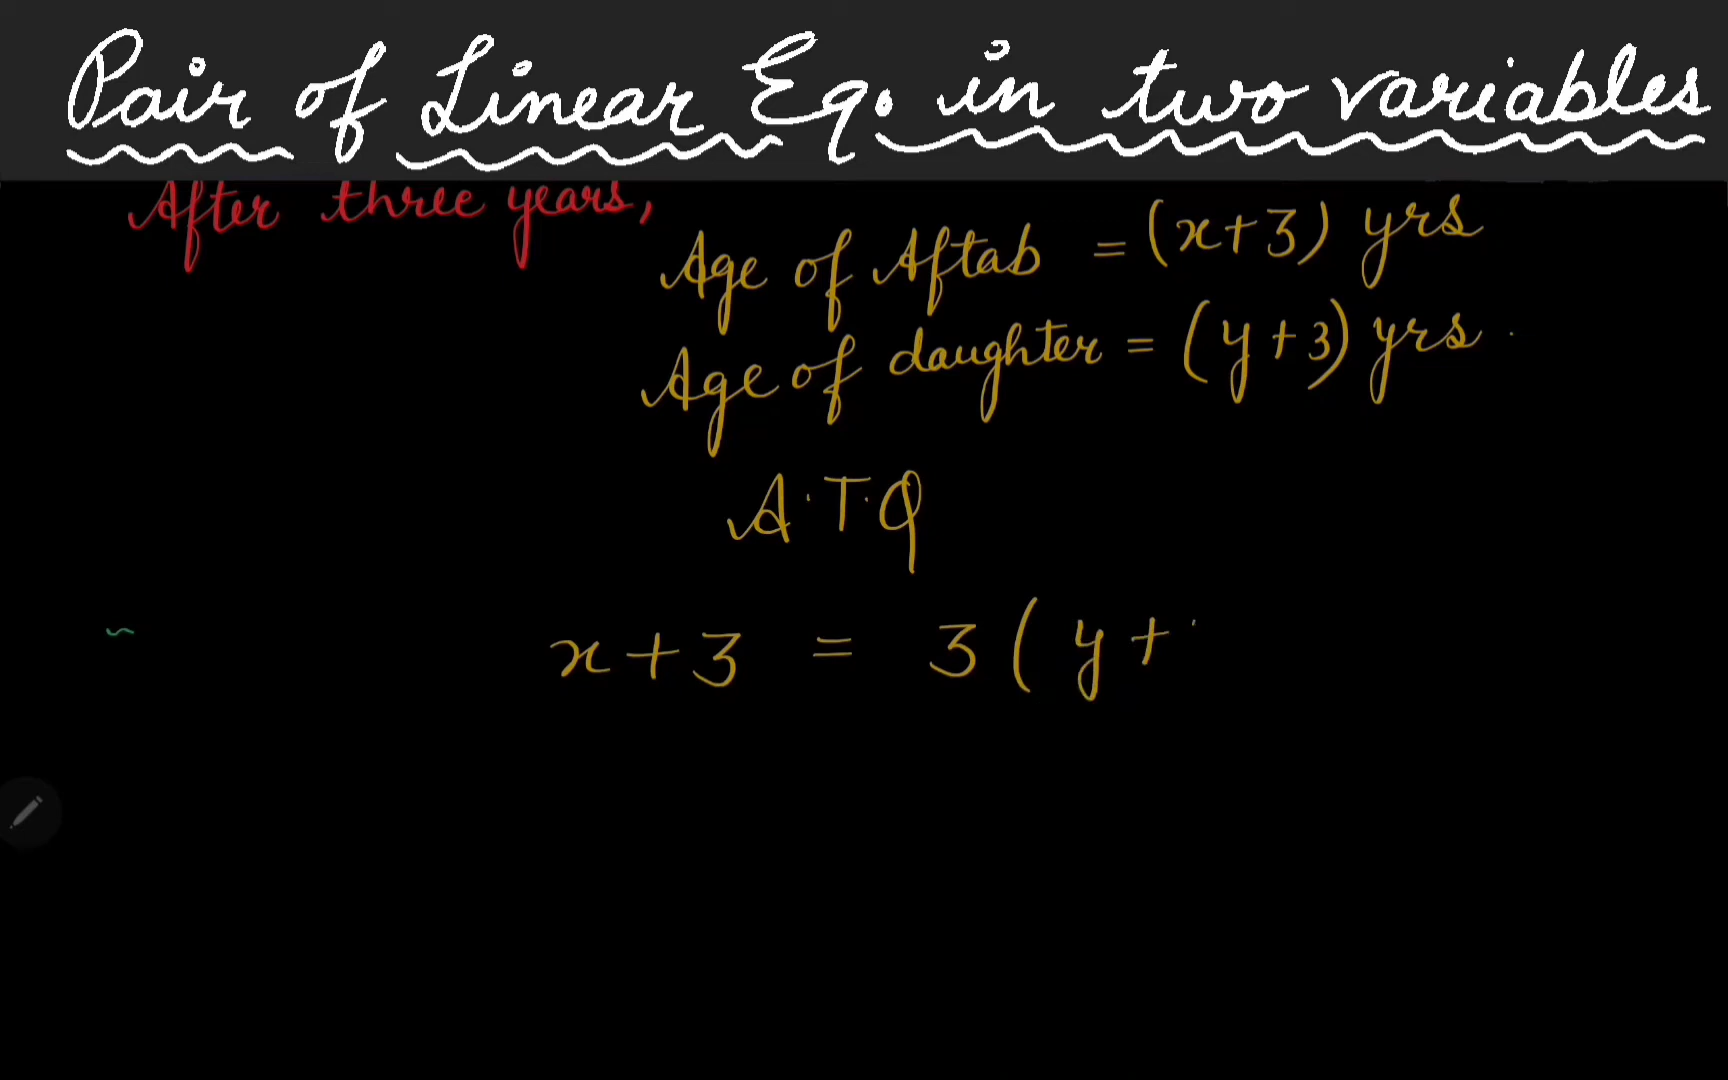 Pair of Linear Eq. in two variables
After three years,
Age of Aftab = (x+3) yrs
Age of daughter = (y+3) yrs.
A.T.Q
x+3 = 3(y+